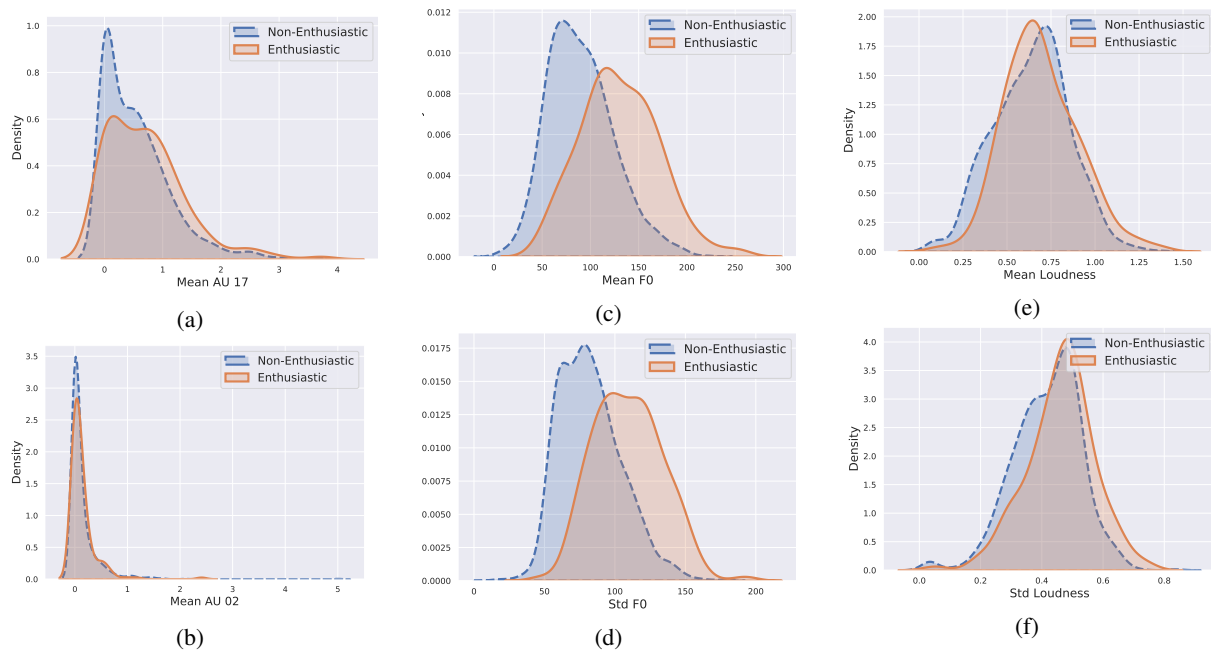 1.0
0.8
0.6
0.4
0.2
0.0
Density
Non-Enthusiastic
Enthusiastic
0 1 2 3 4
Mean AU 17
(a)
3.5
3.0
2.5
2.0
1.5
1.0
0.5
0.0
Density
Non-Enthusiastic
Enthusiastic
0 1 2 3 4 5
Mean AU 02
(b)
0.012
0.010
0.008
0.006
0.004
0.002
0.000
Non-Enthusiastic
Enthusiastic
0 50 100 150 200 250 300
Mean F0
(c)
0.0175
0.0150
0.0125
0.0100
0.0075
0.0050
0.0025
0.0000
Non-Enthusiastic
Enthusiastic
0 50 100 150 200
Std F0
(d)
2.00
1.75
1.50
1.25
1.00
0.75
0.50
0.25
0.00
Density
Non-Enthusiastic
Enthusiastic
0.00 0.25 0.50 0.75 1.00 1.25 1.50
Mean Loudness
(e)
4.0
3.5
3.0
2.5
2.0
1.5
1.0
0.5
0.0
Density
Non-Enthusiastic
Enthusiastic
0.0 0.2 0.4 0.6 0.8
Std Loudness
(f)